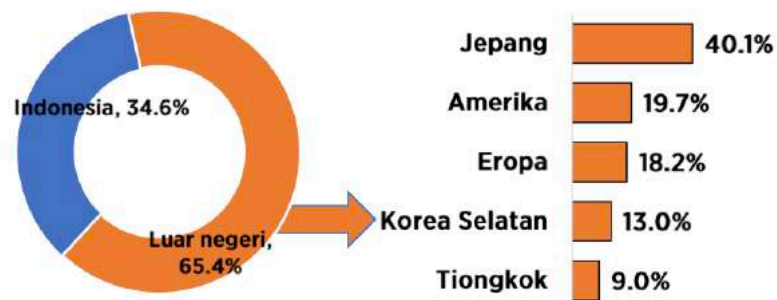 Indonesia, 34.6%
Luar negeri,
65.4%
Jepang 40.1%
Amerika 19.7%
Eropa 18.2%
Korea Selatan 13.0%
Tiongkok 9.0%